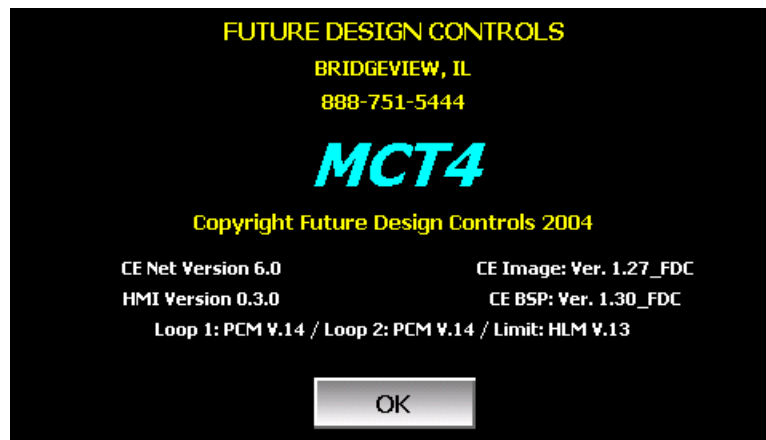 FUTURE DESIGN CONTROLS
BRIDGEVIEW, IL
888-751-5444
MCT4
Copyright Future Design Controls 2004
CE Net Version 6.0 CE Image: Ver. 1.27_FDC
HMI Version 0.3.0 CE BSP: Ver. 1.30_FDC
Loop 1: PCM V.14 / Loop 2: PCM V.14 / Limit: HLM V.13
OK